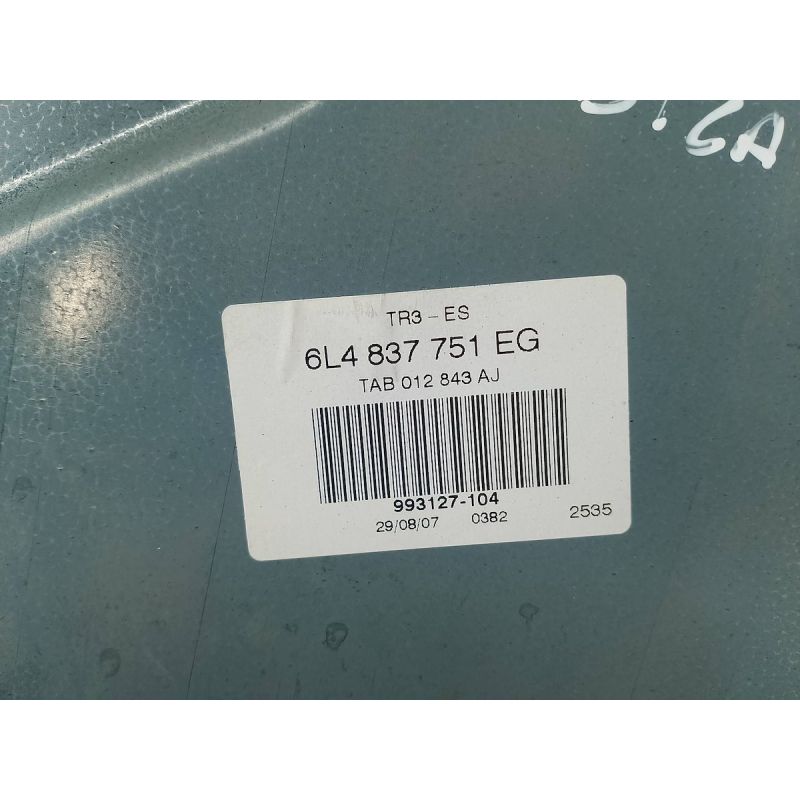 TR3 - ES
6L4 837 751 EG
TAB 012 843 AJ
993127-104
29/08/07 0382 2535